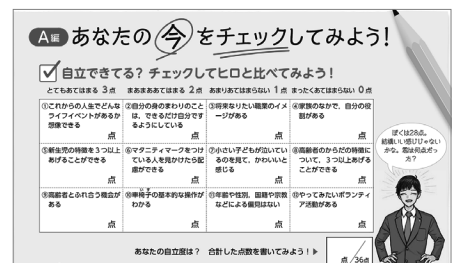 A編 あなたの今をチェックしてみよう!
自立できてる? チェックしてヒロと比べてみよう!
とてもあてはまる 3点 まあまああてはまる 2点 あまりあてはまらない 1点 まったくあてはまらない 0点
①これからの人生でどんな
ライフイベントがあるか
想像できる
点
②自分の身のまわりのこと
は、できるだけ自分です
るようにしている
点
③将来なりたい職業のイメ
ージがある
点
④家族のなかで、自分の役
割がある
点
⑤新生児の特徴を3つ以上
あげることができる
点
⑥マタニティマークをつけ
ている人を見かけたら配
慮ができる
点
⑦小さい子どもが泣いてい
るのを見て、かわいいと
感じる
点
⑧高齢者のからだの特徴に
ついて、3つ以上あげる
ことができる
点
⑨高齢者とふれ合う機会が
ある
点
⑩車椅子の基本的な操作が
いす
わかる
点
⑪年齢や性別、国籍や宗教
などによる偏見はない
点
⑫やってみたいボランティ
ア活動がある
点
ぼくは28点。
結構いい感じじゃない
かな。君は何点だっ
た?
あなたの自立度は? 合計した点数を書いてみよう!▶
点/36点